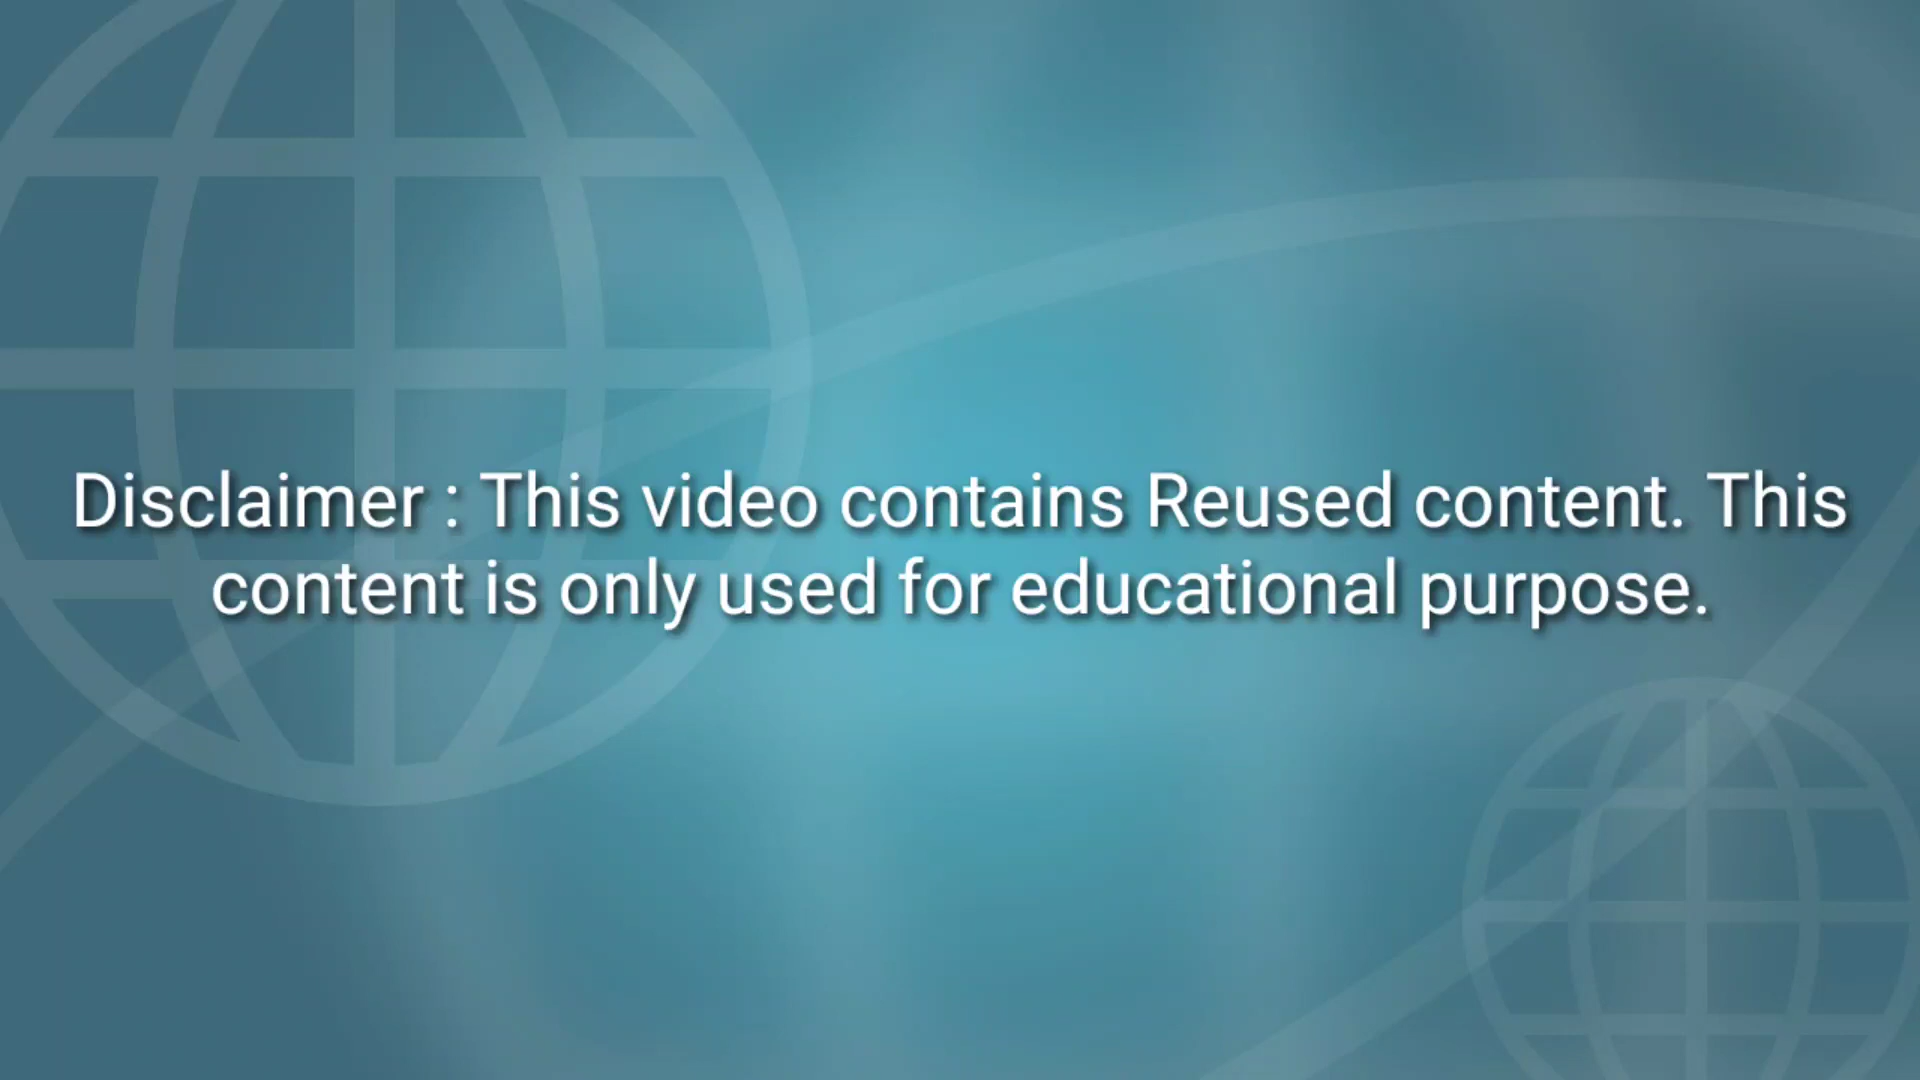 Disclaimer : This video contains Reused content. This
content is only used for educational purpose.